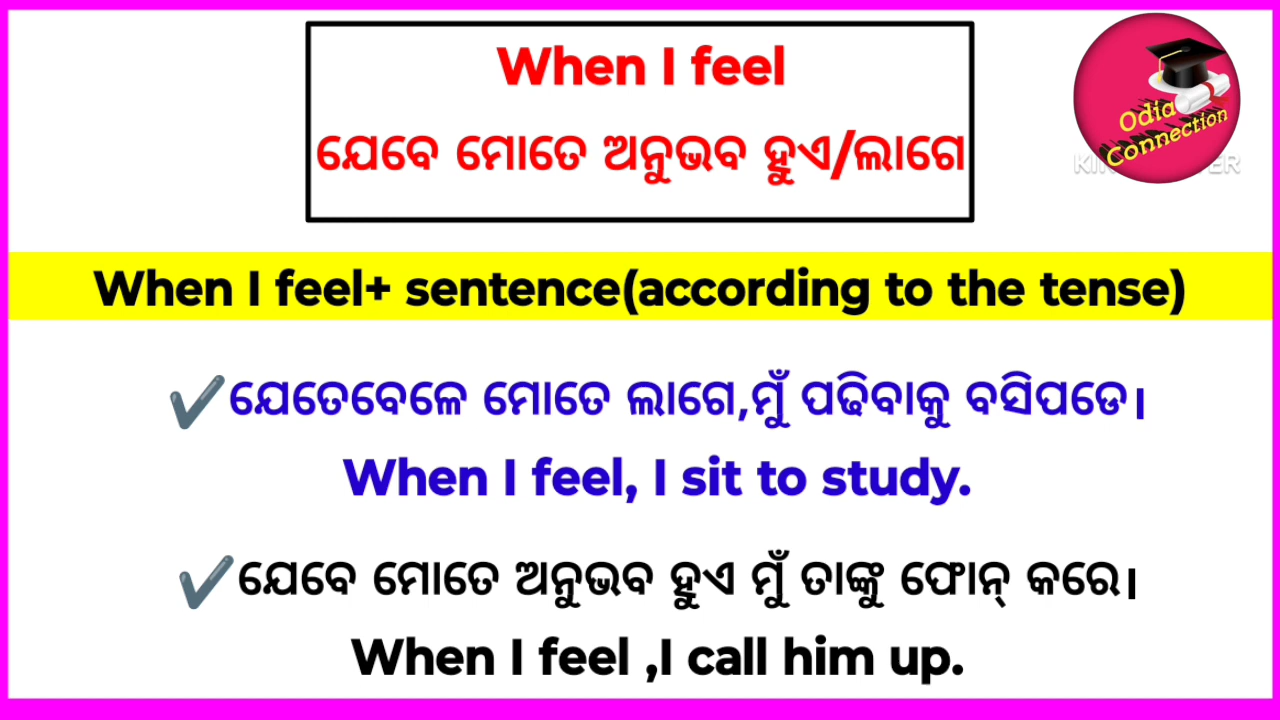 When I feel
ଯେବେ ମୋତେ ଅନୁଭବ ହୁଏ/ଲାଗେ
Odia
Connection
When I feel+ sentence(according to the tense)
✔ଯେତେବେଳେ ମୋତେ ଲାଗେ,ମୁଁ ପଢିବାକୁ ବସିପଡେ।
When I feel, I sit to study.
✔ଯେବେ ମୋତେ ଅନୁଭବ ହୁଏ ମୁଁ ତାଙ୍କୁ ଫୋନ୍ କରେ।
When I feel ,I call him up.